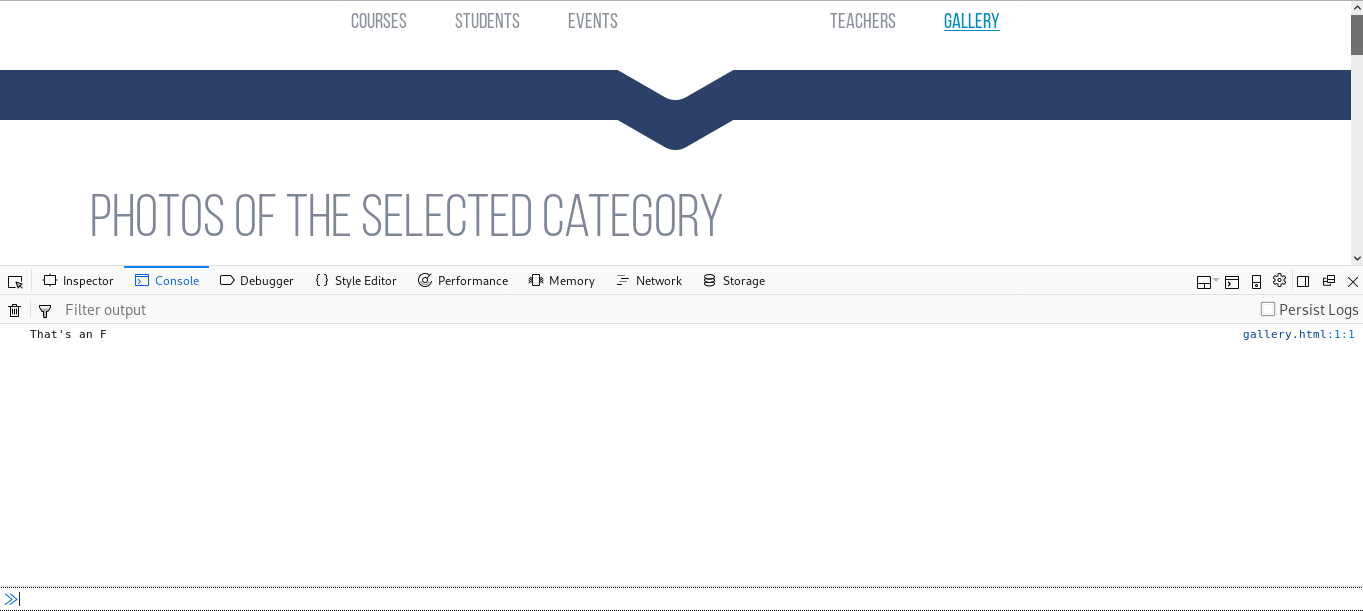 COURSES STUDENTS EVENTS TEACHERS GALLERY
PHOTOS OF THE SELECTED CATEGORY
Inspector Console Debugger Style Editor Performance Memory Network Storage
Filter output Persist Logs
That's an F gallery.html:1:1